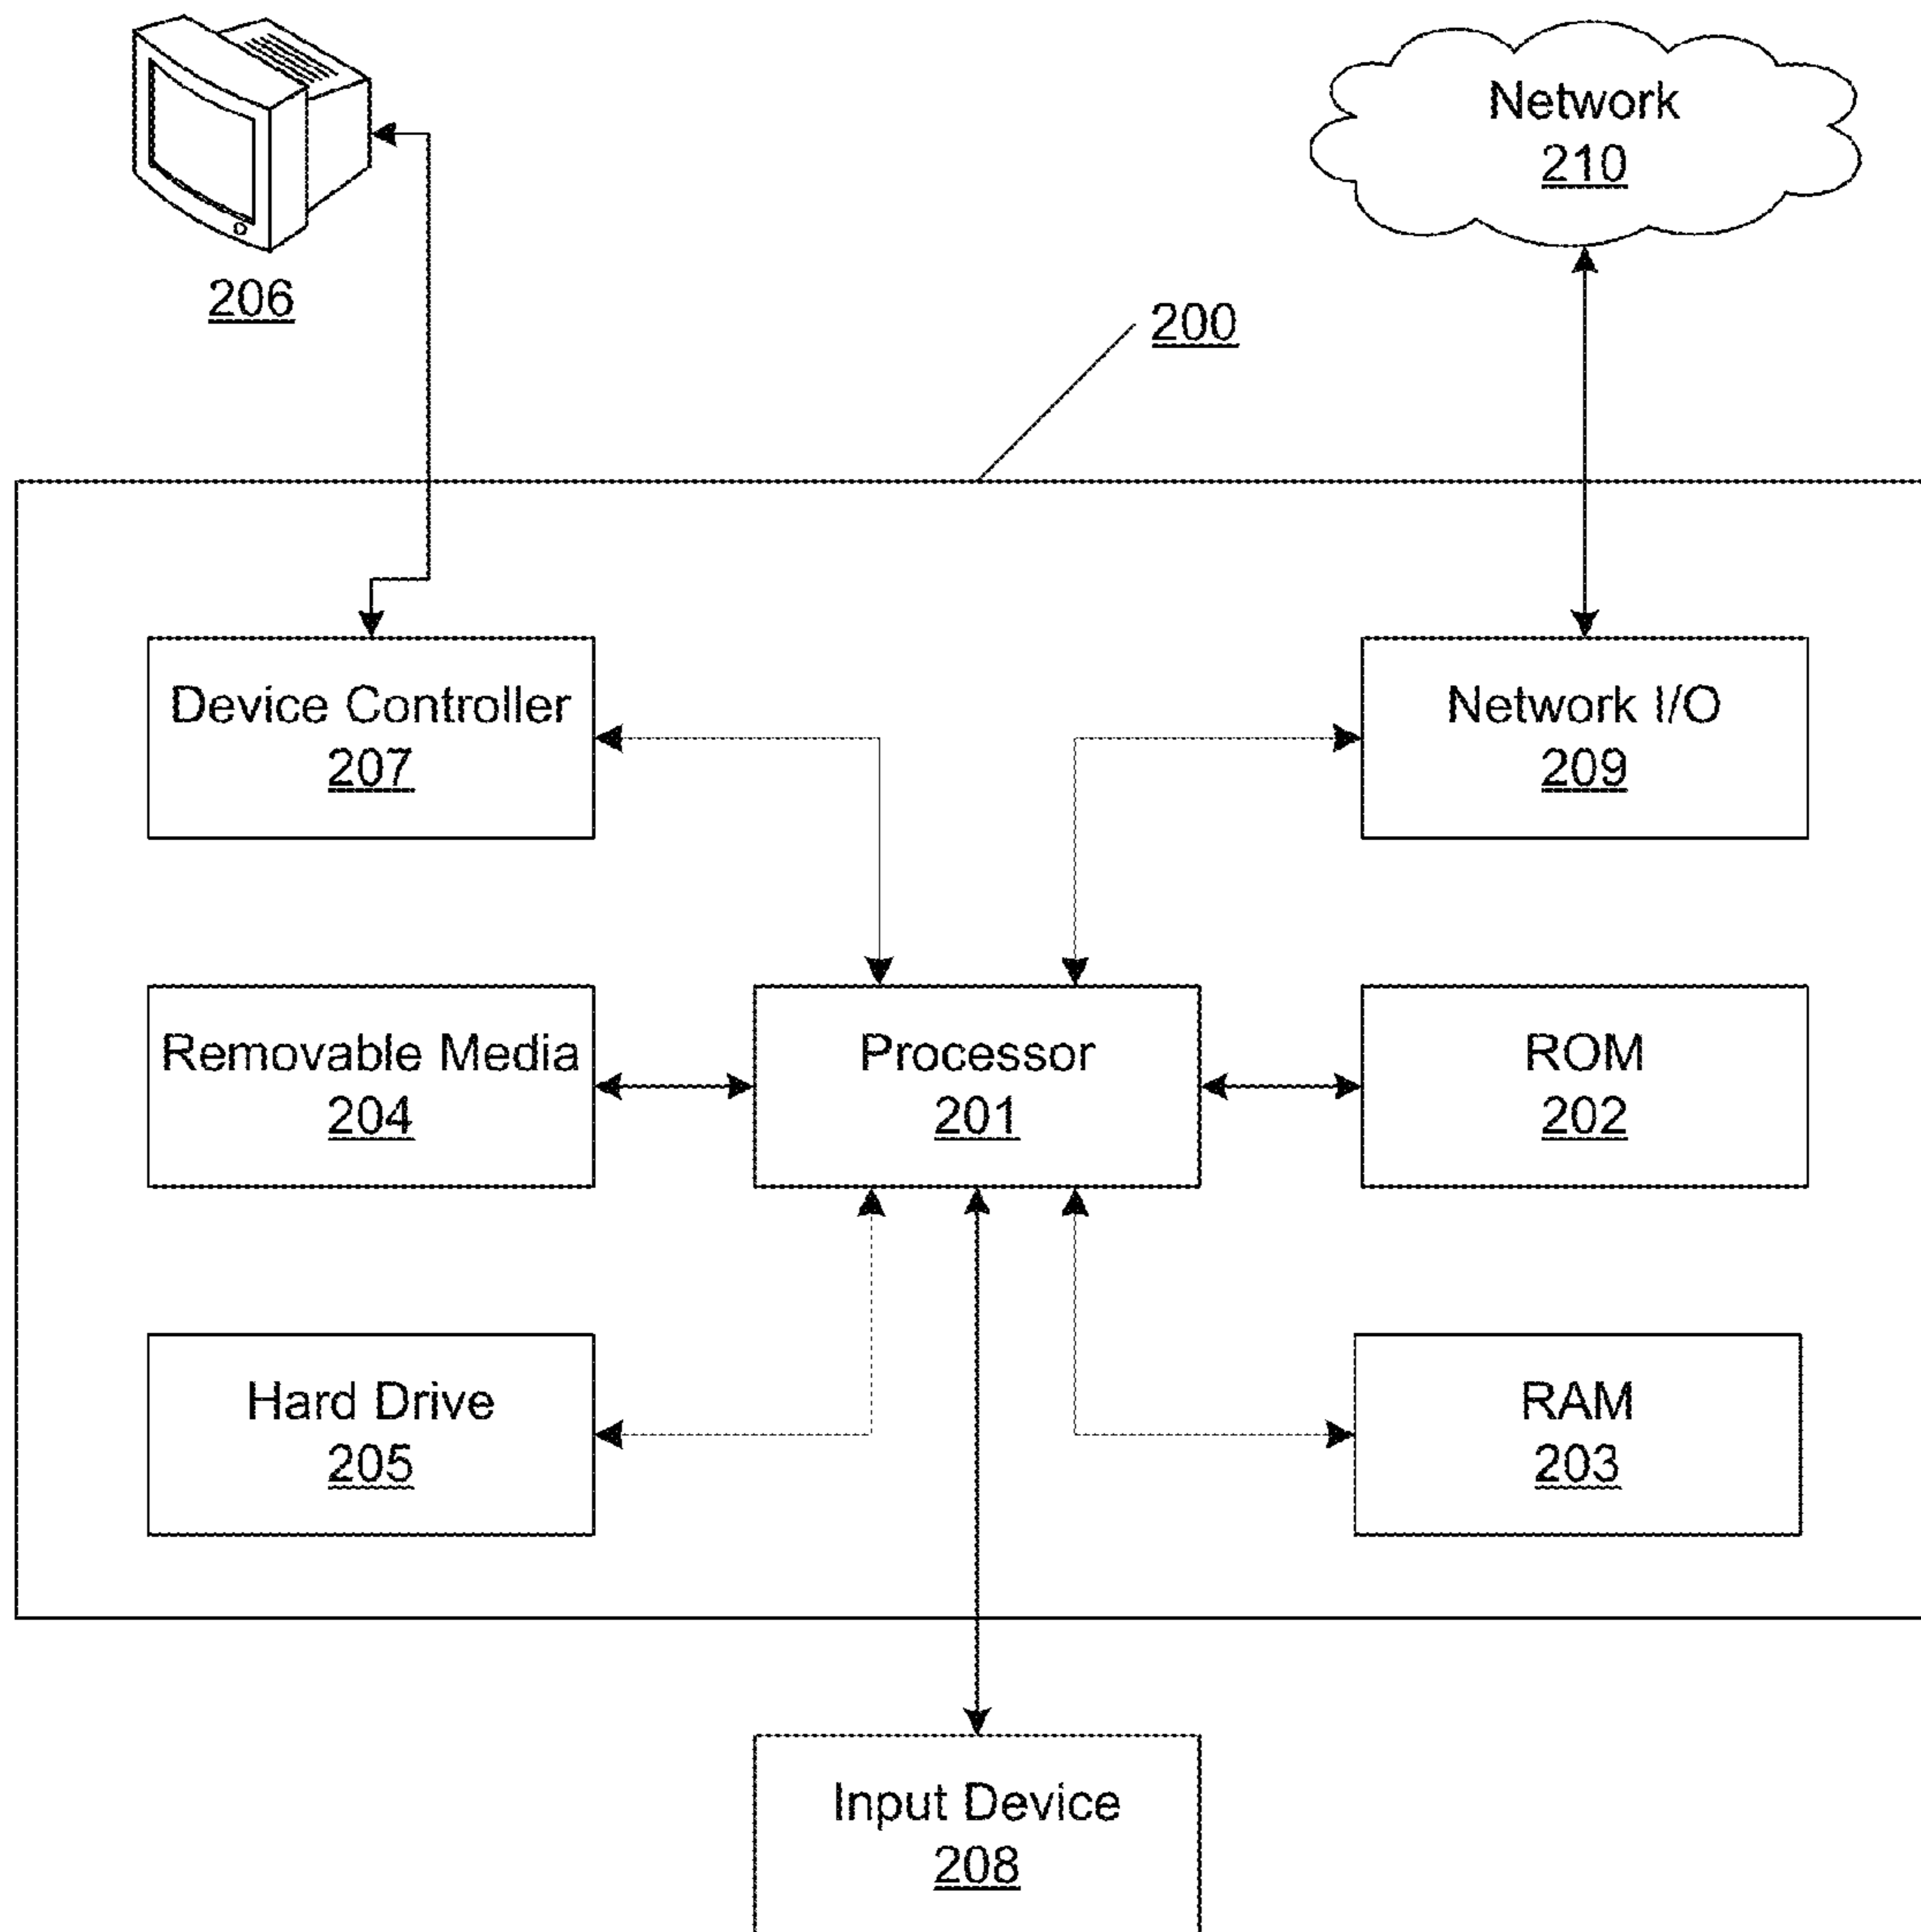 Network
210
206
200
Device Controller
207
Network I/O
209
Removable Media
204
Processor
201
ROM
202
Hard Drive
205
RAM
203
Input Device
208